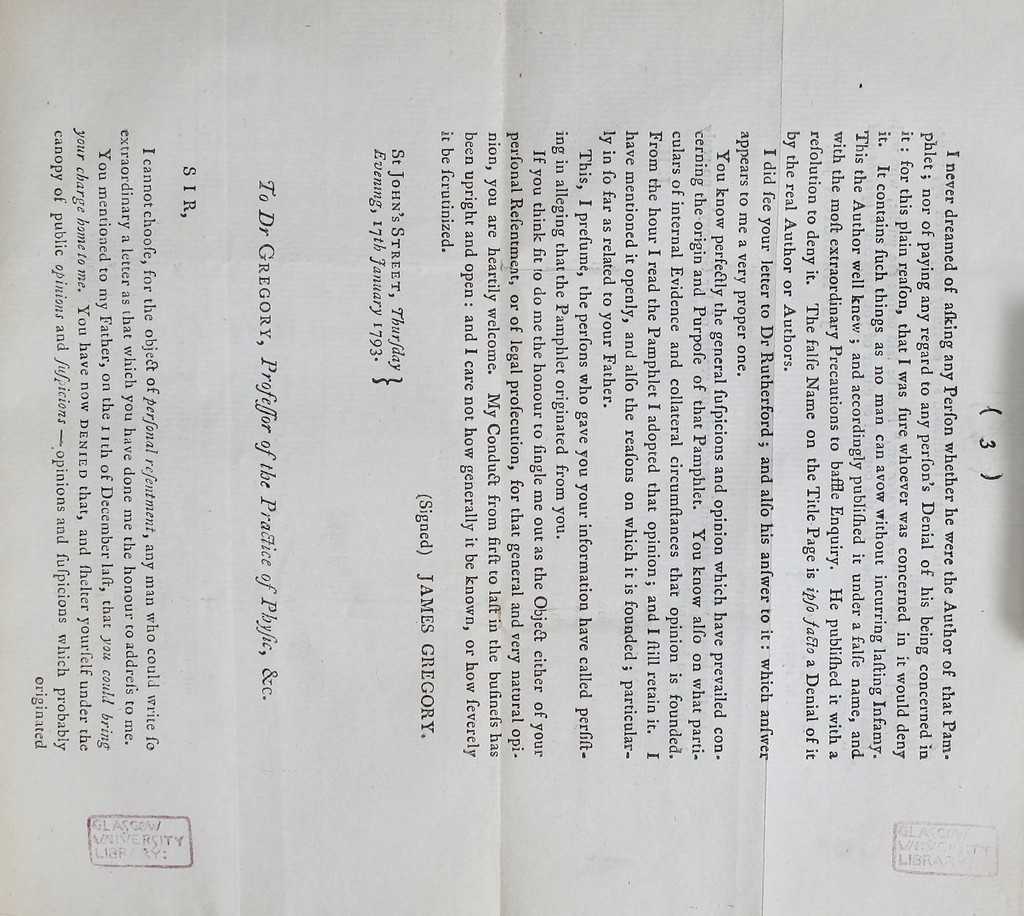 ( 3 )
I never dreamed of aſking any Perſon whether he were the Author of that Pam-
phlet; nor of paying any regard to any perſon's Denial of his being concerned in
it: for this plain reaſon, that I was ſure whoever was concerned in it would deny
it. It contains ſuch things as no man can avow without incurring laſting Infamy.
This the Author well knew; and accordingly publiſhed it under a falſe name, and
with the moſt extraordinary Precautions to baffle Enquiry. He publiſhed it with a
reſolution to deny it. The falſe Name on the Title Page is ipſo facto a Denial of it
by the real Author or Authors.
I did ſee your letter to Dr Rutherford; and alſo his anſwer to it: which anſwer
appears to me a very proper one.
You know perfectly the general ſuſpicions and opinion which have prevailed con-
cerning the origin and Purpoſe of that Pamphlet. You know alſo on what parti-
culars of internal Evidence and collateral circumſtances that opinion is founded.
From the hour I read the Pamphlet I adopted that opinion; and I ſtill retain it. I
have mentioned it openly, and alſo the reaſons on which it is founded; particular-
ly in ſo far as related to your Father.
This, I preſume, the perſons who gave you your information have called perſiſt-
ing in alleging that the Pamphlet originated from you.
If you think fit to do me the honour to ſingle me out as the Object either of your
perſonal Reſentment, or of legal proſecution, for that general and very natural opi-
nion, you are heartily welcome. My Conduct from firſt to laſt in the buſineſs has
been upright and open: and I care not how generally it be known, or how ſeverely
it be ſcrutinized.
(Signed) JAMES GREGORY.
St JOHN's STREET, Thurſday }
Evening, 17th January 1793. }
To Dr GREGORY, Profeſſor of the Practice of Phyſic, &c.
SIR,
I cannot chooſe, for the object of perſonal reſentment, any man who could write ſo
extraordinary a letter as that which you have done me the honour to addreſs to me.
You mentioned to my Father, on the 11th of December laſt, that you could bring
your charge home to me. You have now DENIED that, and ſhelter yourſelf under the
canopy of public opinions and ſuſpicions—opinions and ſuſpicions which probably
originated
GLASGOW
UNIVERSITY
LIBRARY:
GLASGOW
UNIVERSITY
LIBRARY